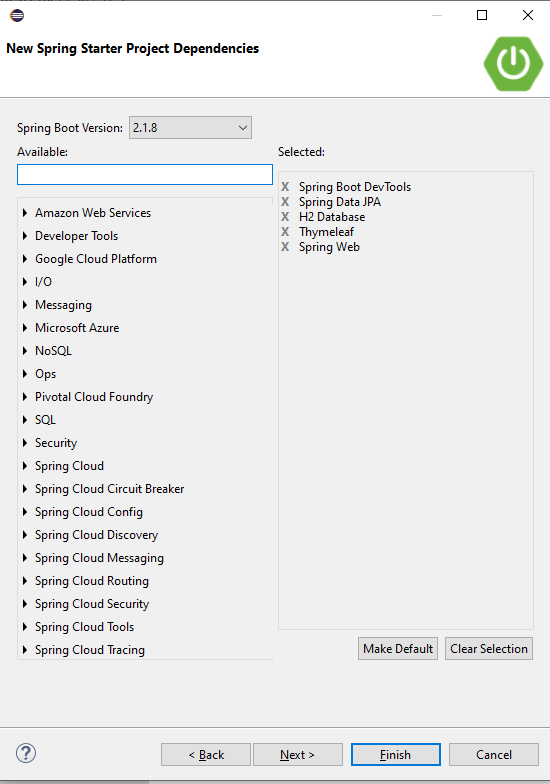 New Spring Starter Project Dependencies
Spring Boot Version: 2.1.8
Available:
Selected:
Amazon Web Services
Developer Tools
Google Cloud Platform
I/O
Messaging
Microsoft Azure
NoSQL
Ops
Pivotal Cloud Foundry
SQL
Security
Spring Cloud
Spring Cloud Circuit Breaker
Spring Cloud Config
Spring Cloud Discovery
Spring Cloud Messaging
Spring Cloud Routing
Spring Cloud Security
Spring Cloud Tools
Spring Cloud Tracing
X Spring Boot DevTools
X Spring Data JPA
X H2 Database
X Thymeleaf
X Spring Web
Make Default
Clear Selection
?
< Back
Next >
Finish
Cancel